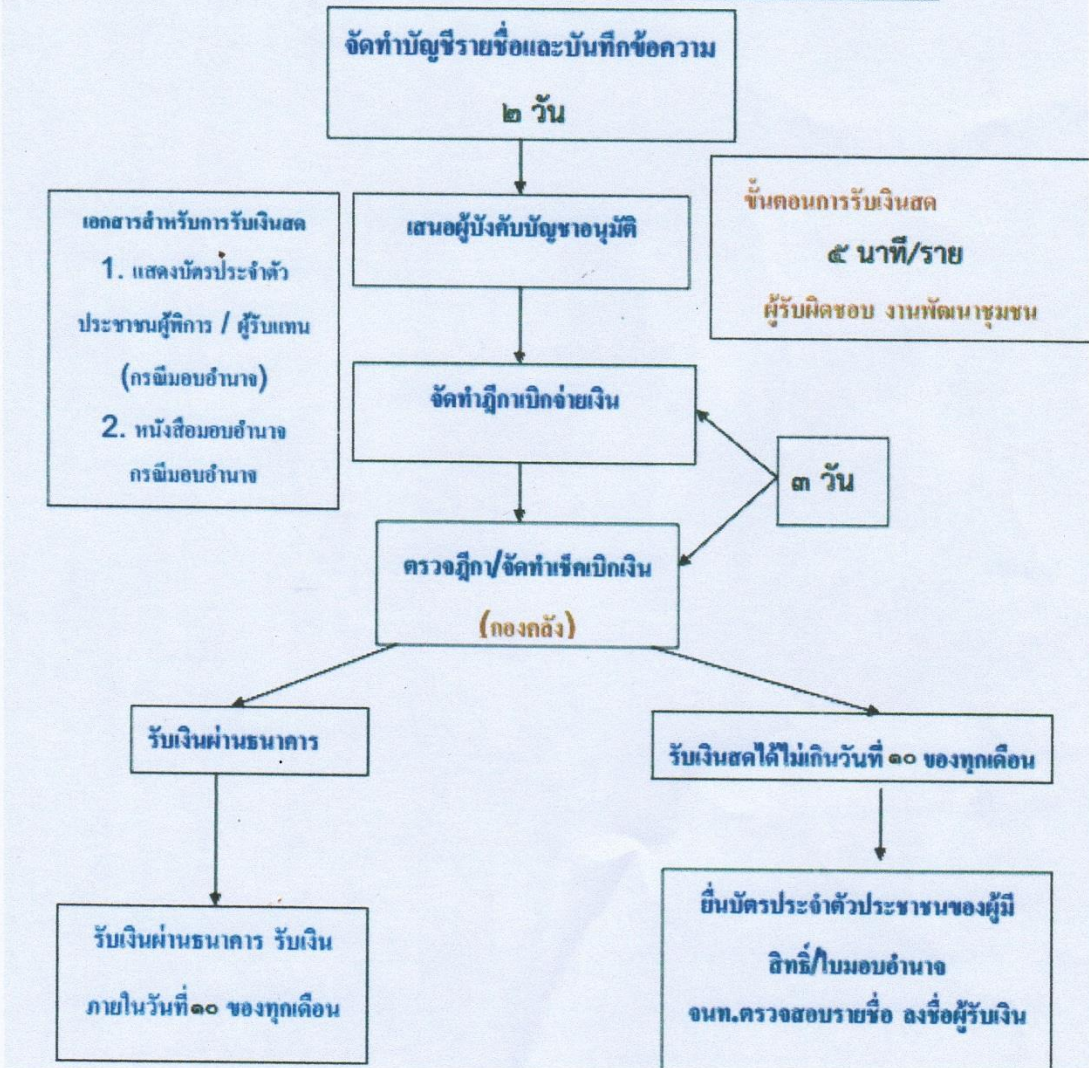 จัดทำบัญชีรายชื่อและบันทึกข้อความ
๒ วัน
เอกสารสำหรับการรับเงินสด
1. แสดงบัตรประจำตัว
ประชาชนผู้พิการ / ผู้รับแทน
(กรณีมอบอำนาจ)
2. หนังสือมอบอำนาจ
กรณีมอบอำนาจ
เสนอผู้บังคับบัญชาอนุมัติ
ขั้นตอนการรับเงินสด
๕ นาที/ราย
ผู้รับผิดชอบ งานพัฒนาชุมชน
จัดทำฎีกาเบิกจ่ายเงิน
๓ วัน
ตรวจฎีกา/จัดทำเช็คเบิกเงิน
(กองคลัง)
รับเงินผ่านธนาคาร
รับเงินสดได้ไม่เกินวันที่ ๑๐ ของทุกเดือน
รับเงินผ่านธนาคาร รับเงิน
ภายในวันที่๑๐ ของทุกเดือน
ยื่นบัตรประจำตัวประชาชนของผู้มี
สิทธิ์/ใบมอบอำนาจ
จนท.ตรวจสอบรายชื่อ ลงชื่อผู้รับเงิน